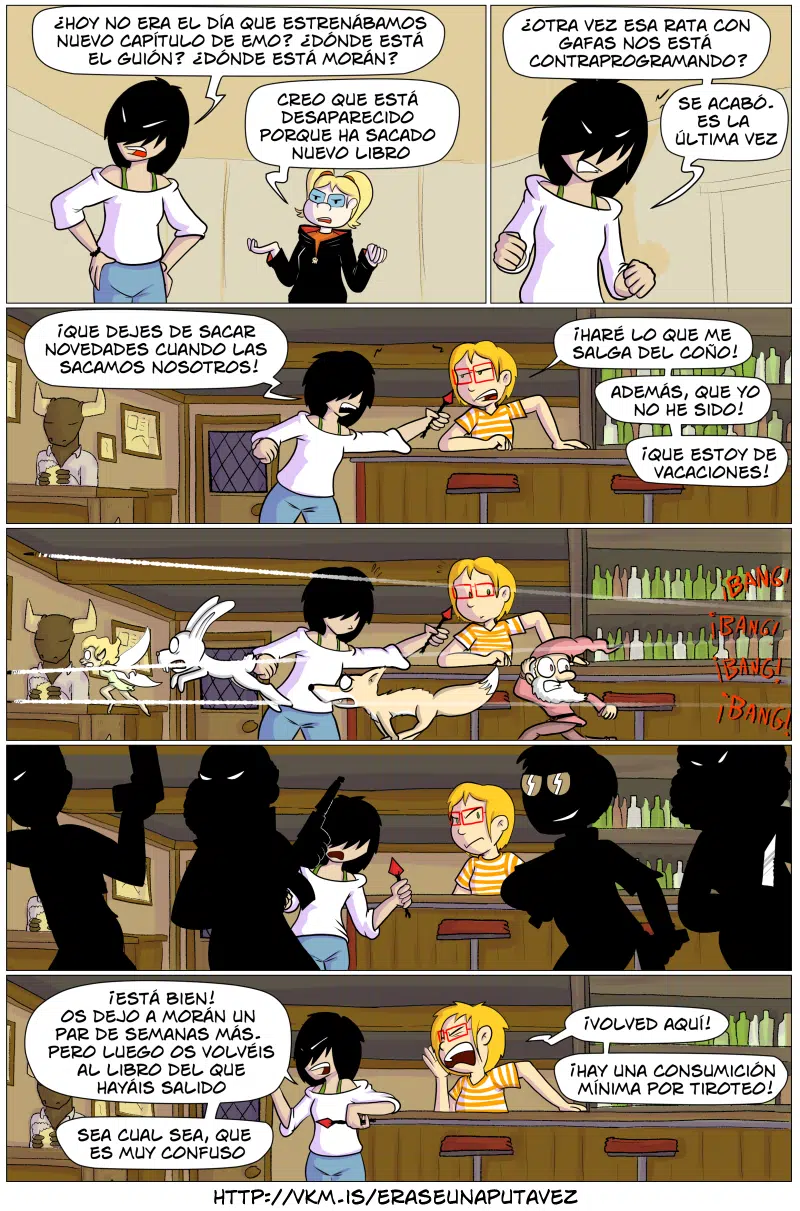 ¿HOY NO ERA EL DÍA QUE ESTRENÁBAMOS
NUEVO CAPÍTULO DE EMO? ¿DÓNDE ESTÁ
EL GUIÓN? ¿DÓNDE ESTÁ MORÁN?
CREO QUE ESTÁ
DESAPARECIDO
PORQUE HA SACADO
NUEVO LIBRO
¿OTRA VEZ ESA RATA CON
GAFAS NOS ESTÁ
CONTRAPROGRAMANDO?
SE ACABÓ.
ES LA
ÚLTIMA VEZ
¡QUE DEJES DE SACAR
NOVEDADES CUANDO LAS
SACAMOS NOSOTROS!
¡HARÉ LO QUE ME
SALGA DEL COÑO!
ADEMÁS, QUE YO
NO HE SIDO!
¡QUE ESTOY DE
VACACIONES!
¡BANG!
¡BANG!
¡BANG!
¡BANG!
¡ESTÁ BIEN!
OS DEJO A MORÁN UN
PAR DE SEMANAS MÁS.
PERO LUEGO OS VOLVÉIS
AL LIBRO DEL QUE
HAYÁIS SALIDO
SEA CUAL SEA, QUE
ES MUY CONFUSO
¡VOLVED AQUÍ!
¡HAY UNA CONSUMICIÓN
MÍNIMA POR TIROTEO!
HTTP://VKM.IS/ERASEUNAPUTAVEZ